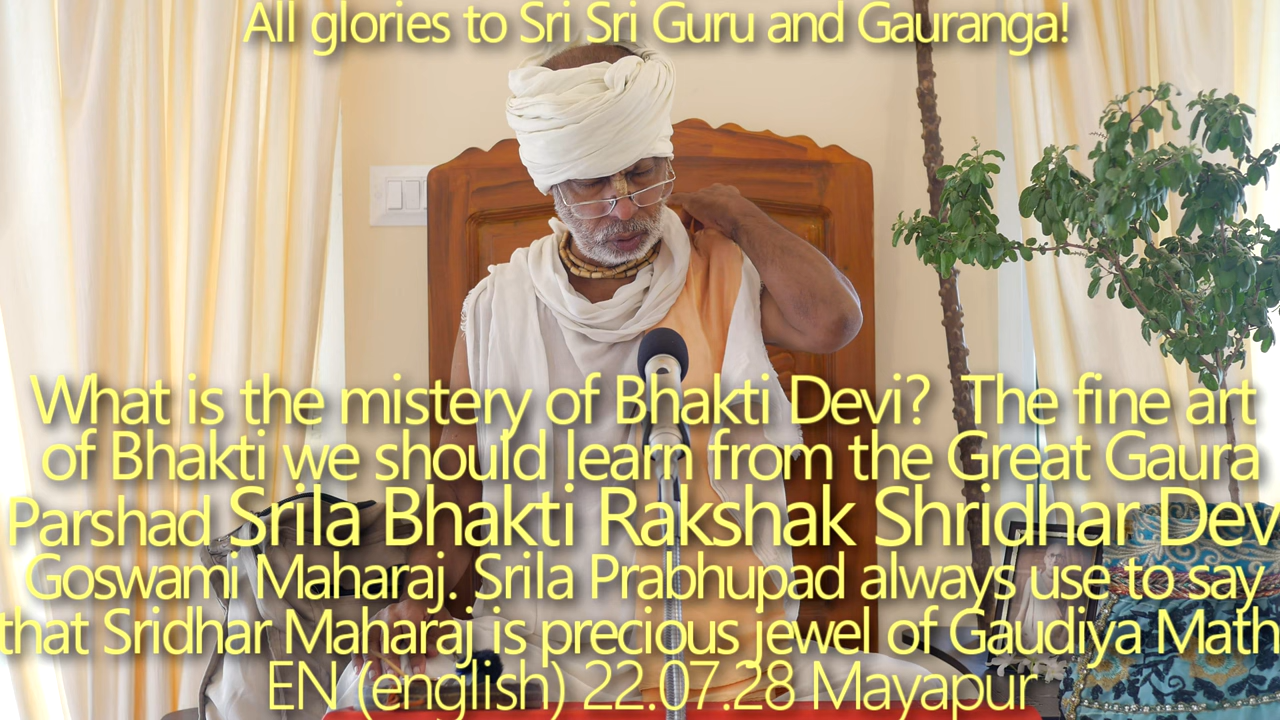 All glories to Sri Sri Guru and Gauranga!
What is the mistery of Bhakti Devi? The fine art
of Bhakti we should learn from the Great Gaura
Parshad Srila Bhakti Rakshak Shridhar Dev
Goswami Maharaj. Srila Prabhupad always use to say
that Sridhar Maharaj is precious jewel of Gaudiya Math
EN (english) 22.07.28 Mayapur